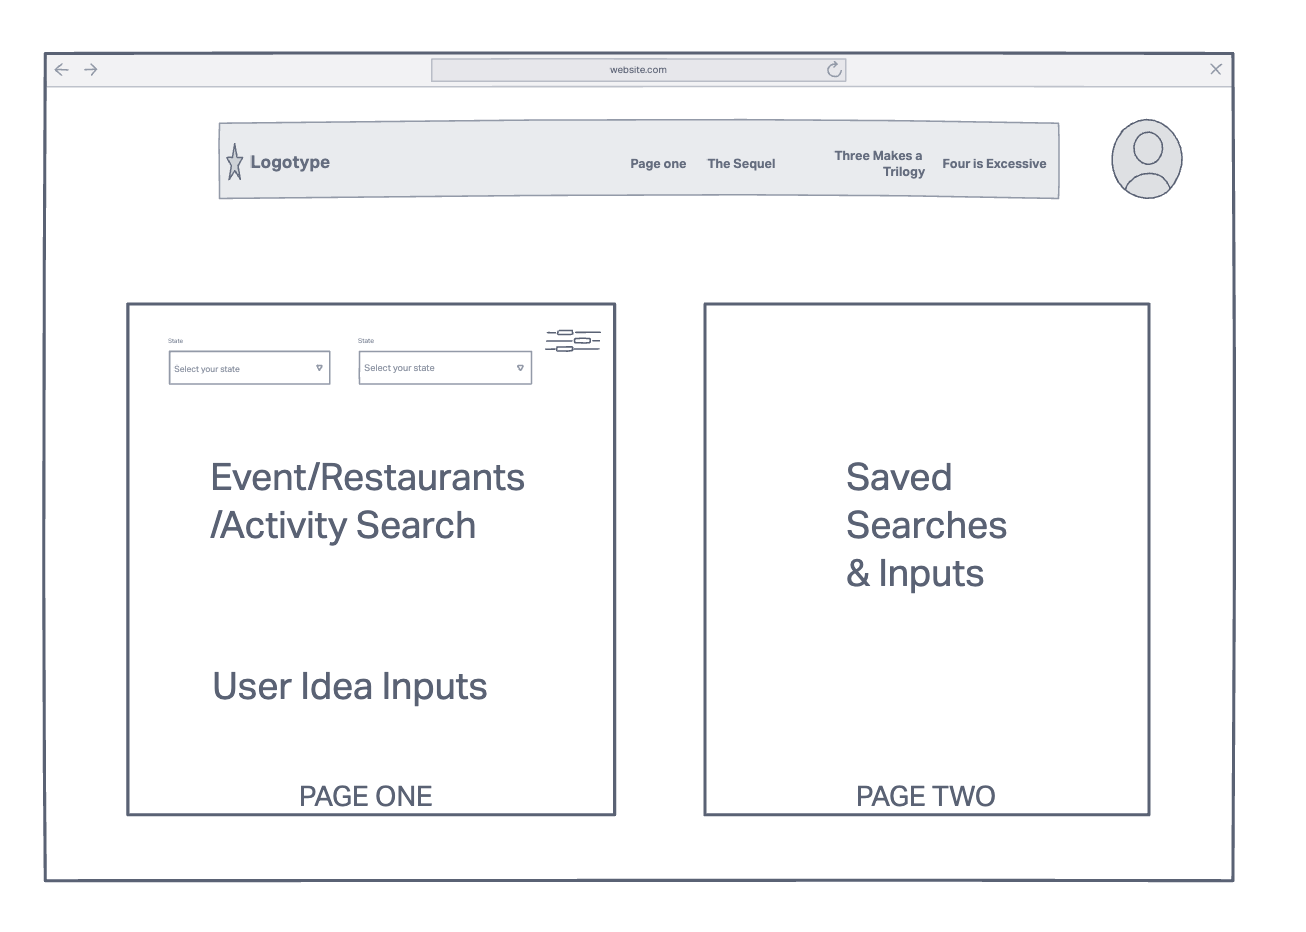 website.com
Logotype
Page one
The Sequel
Three Makes a
Trilogy
Four is Excessive
State
Select your state
State
Select your state
Event/Restaurants
/Activity Search
User Idea Inputs
PAGE ONE
Saved
Searches
& Inputs
PAGE TWO